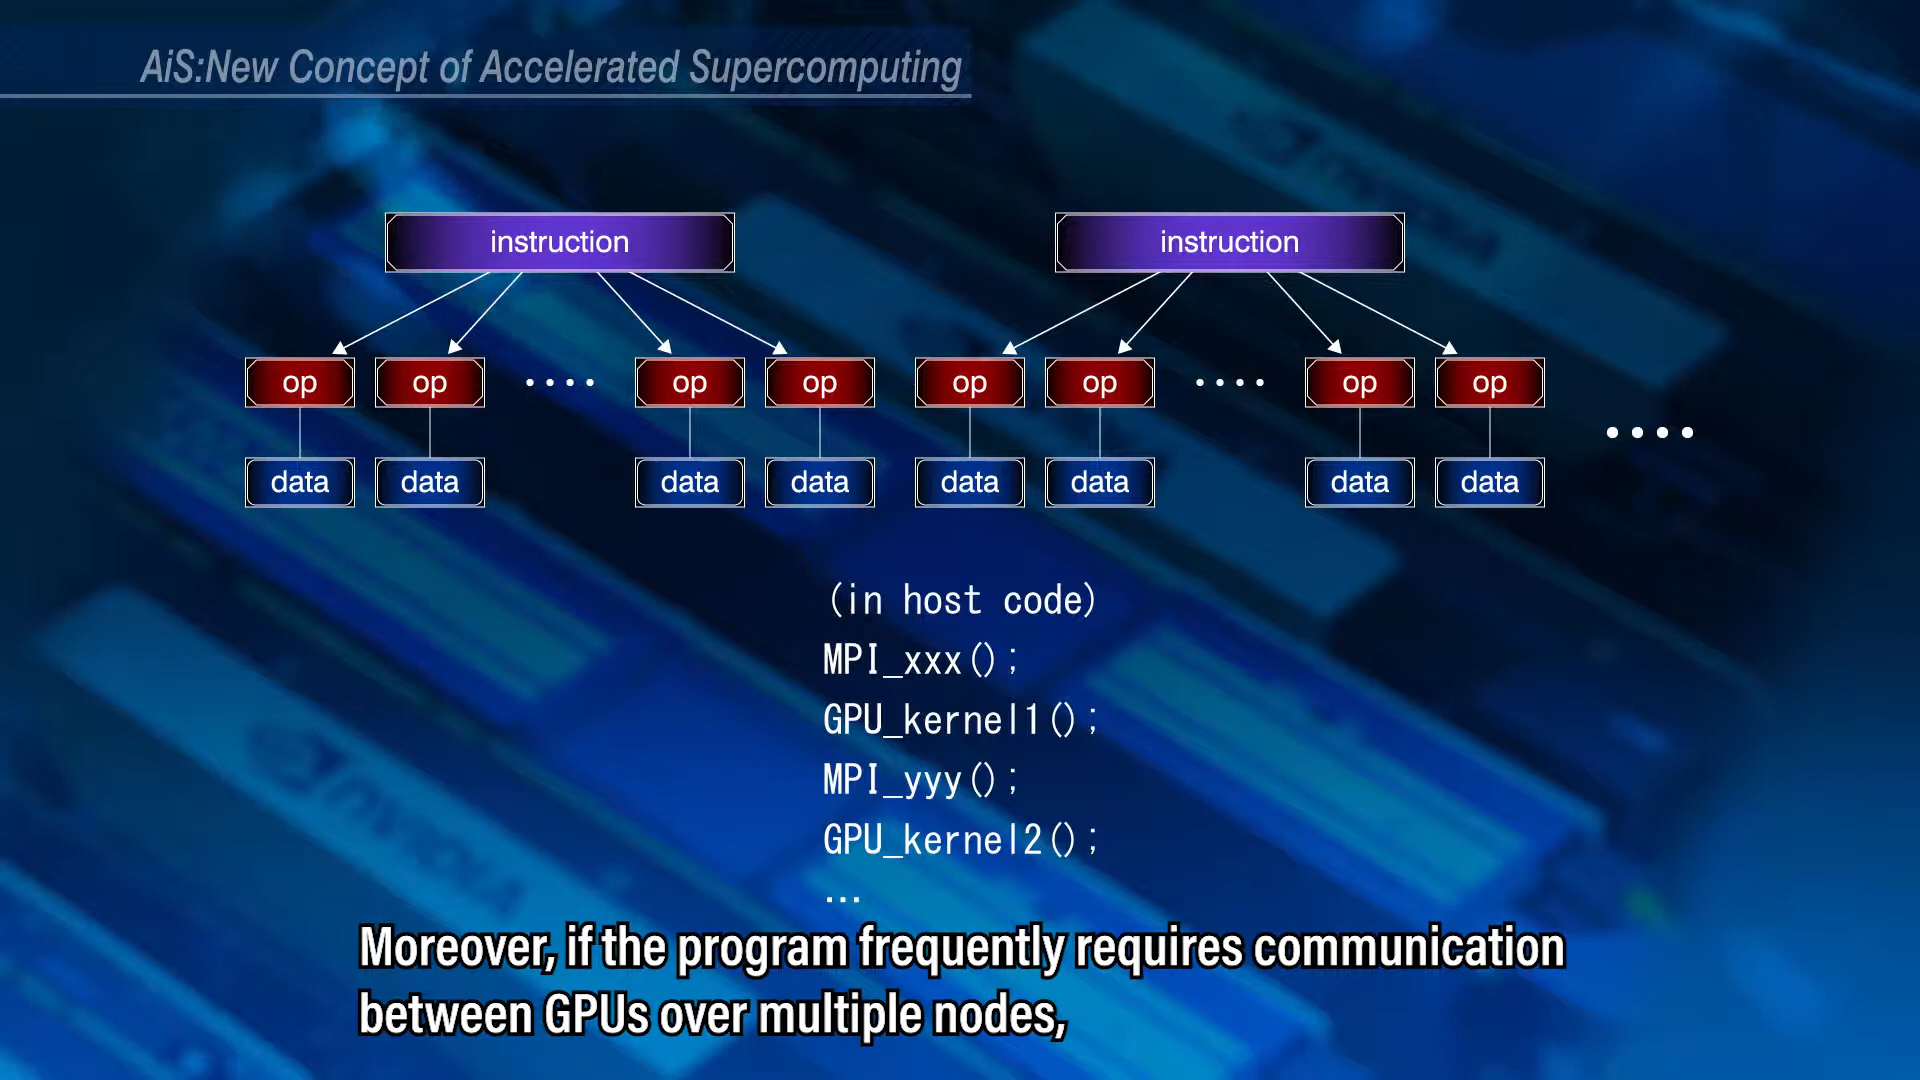 AiS:New Concept of Accelerated Supercomputing
instruction instruction
op op .... op op op op .... op op
data data data data data data data data
....
(in host code)
MPI_xxx();
GPU_kernel1();
MPI_yyy();
GPU_kernel2();
...
Moreover, if the program frequently requires communication
between GPUs over multiple nodes,
nVIDIA